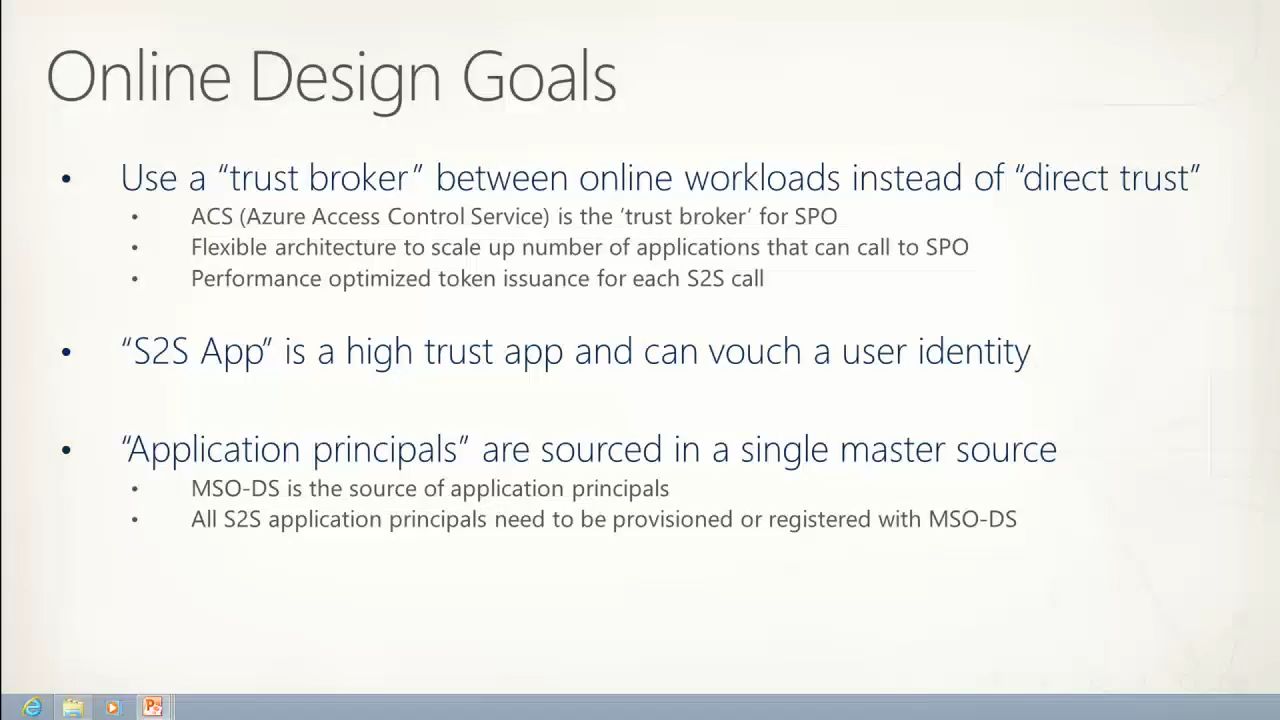 Online Design Goals
• Use a “trust broker” between online workloads instead of “direct trust”
• ACS (Azure Access Control Service) is the ‘trust broker’ for SPO
• Flexible architecture to scale up number of applications that can call to SPO
• Performance optimized token issuance for each S2S call
• “S2S App” is a high trust app and can vouch a user identity
• “Application principals” are sourced in a single master source
• MSO-DS is the source of application principals
• All S2S application principals need to be provisioned or registered with MSO-DS